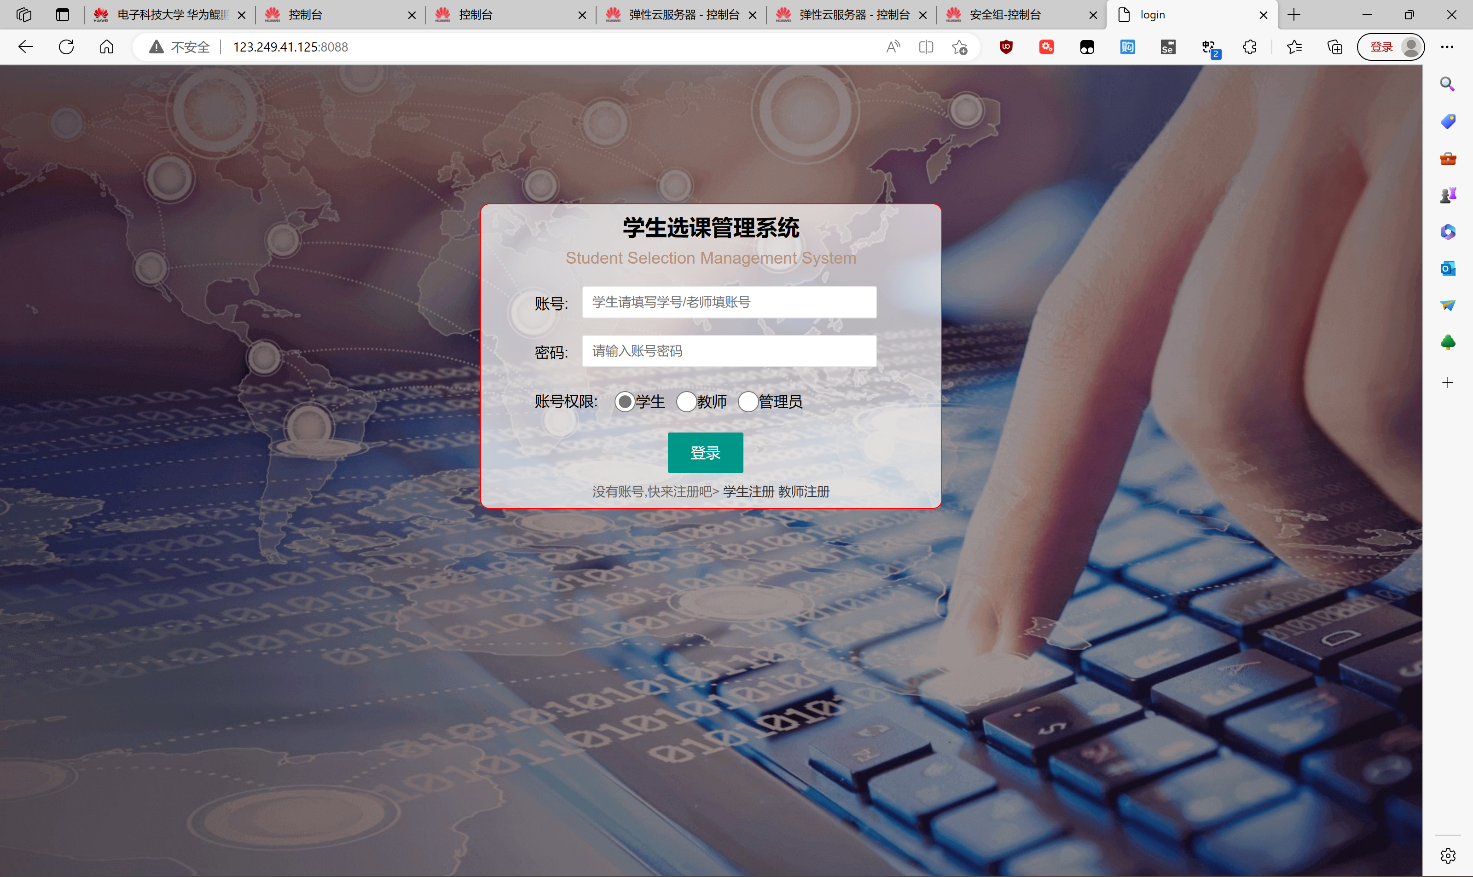 电子科技大学 华为鲲鹏
控制台
控制台
弹性云服务器 - 控制台
弹性云服务器 - 控制台
安全组-控制台
login
不安全
123.249.41.125:8088
登录
学生选课管理系统
Student Selection Management System
账号:
学生请填写学号/老师填账号
密码:
请输入账号密码
账号权限: 学生 教师 管理员
登录
没有账号,快来注册吧> 学生注册 教师注册